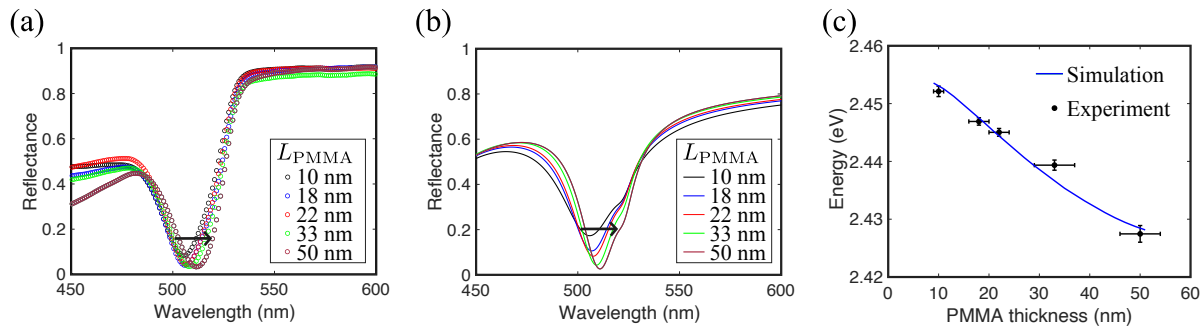 (a)
1
0.8
0.6
0.4
0.2
0
450
500
550
600
Reflectance
Wavelength (nm)
L_PMMA
10 nm
18 nm
22 nm
33 nm
50 nm
(b)
1
0.8
0.6
0.4
0.2
0
450
500
550
600
Reflectance
Wavelength (nm)
L_PMMA
10 nm
18 nm
22 nm
33 nm
50 nm
(c)
2.46
2.45
2.44
2.43
2.42
0
10
20
30
40
50
60
Energy (eV)
PMMA thickness (nm)
Simulation
Experiment